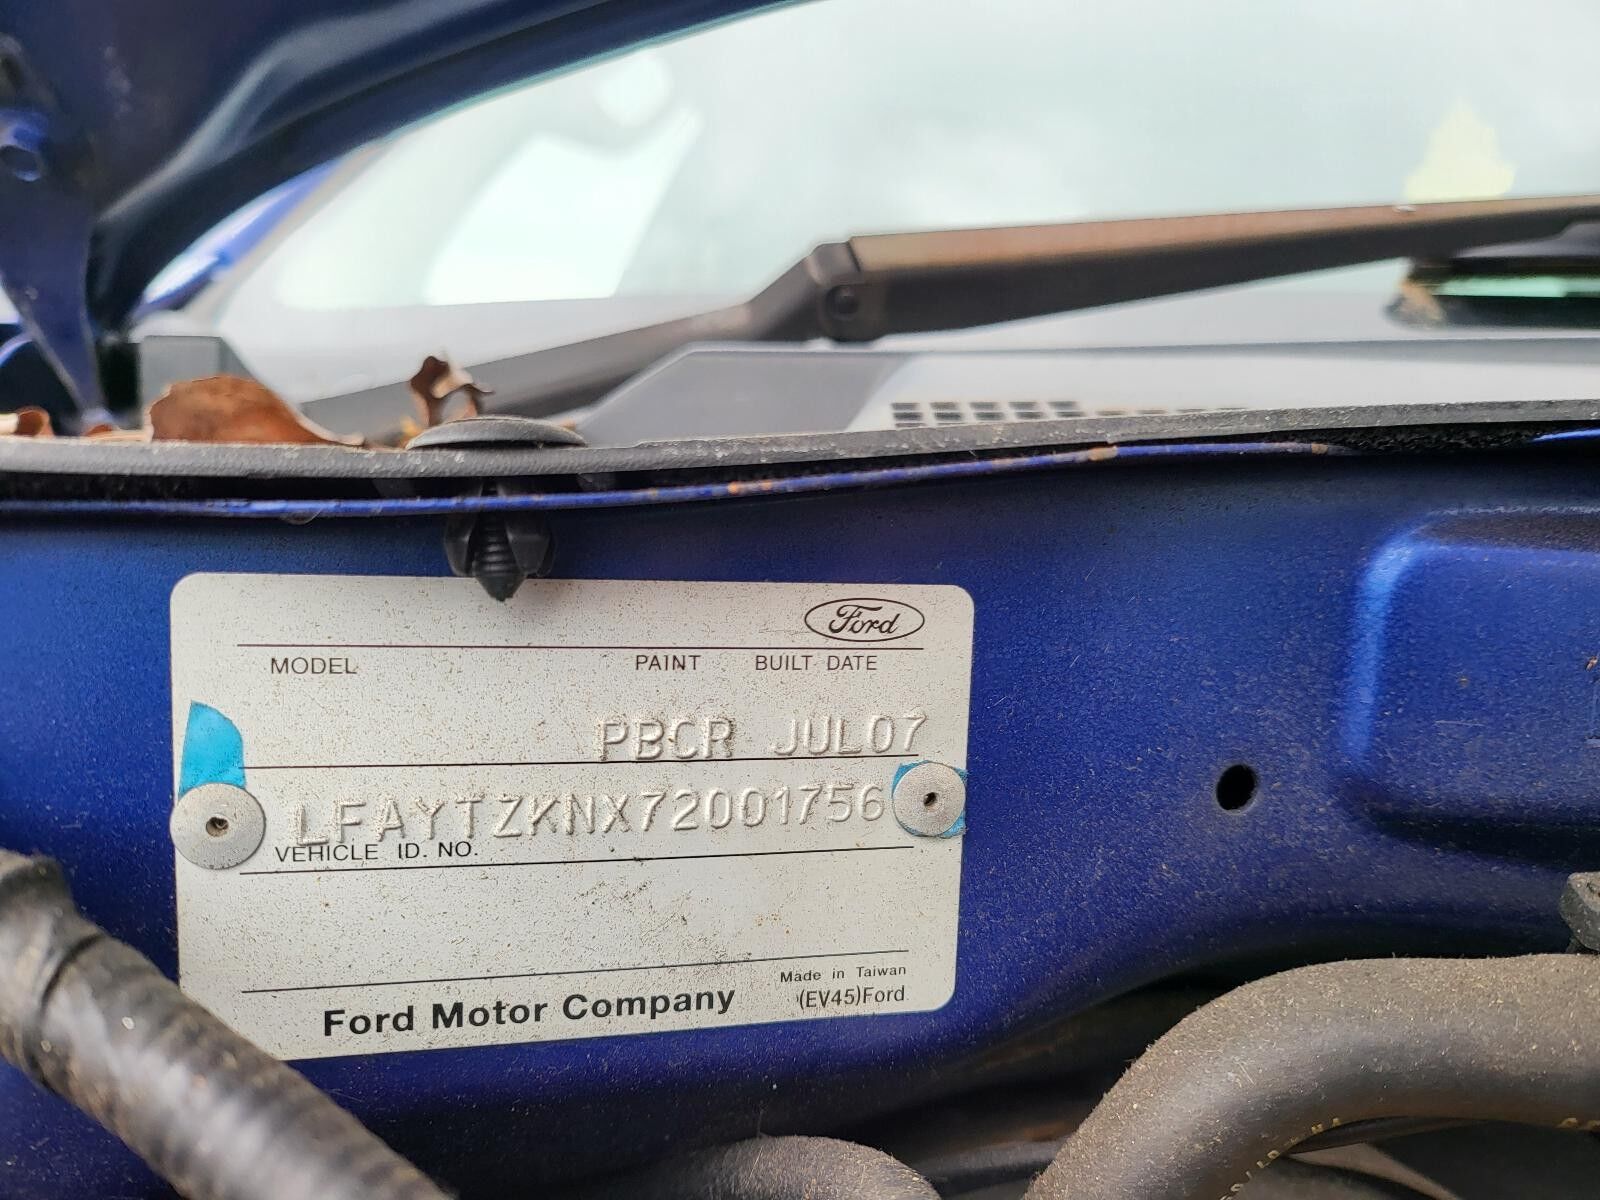 Ford
MODEL PAINT BUILT DATE
PBCR JUL07
LFAYTZKNX72001756
VEHICLE ID. NO.
Made in Taiwan
Ford Motor Company (EV45)Ford